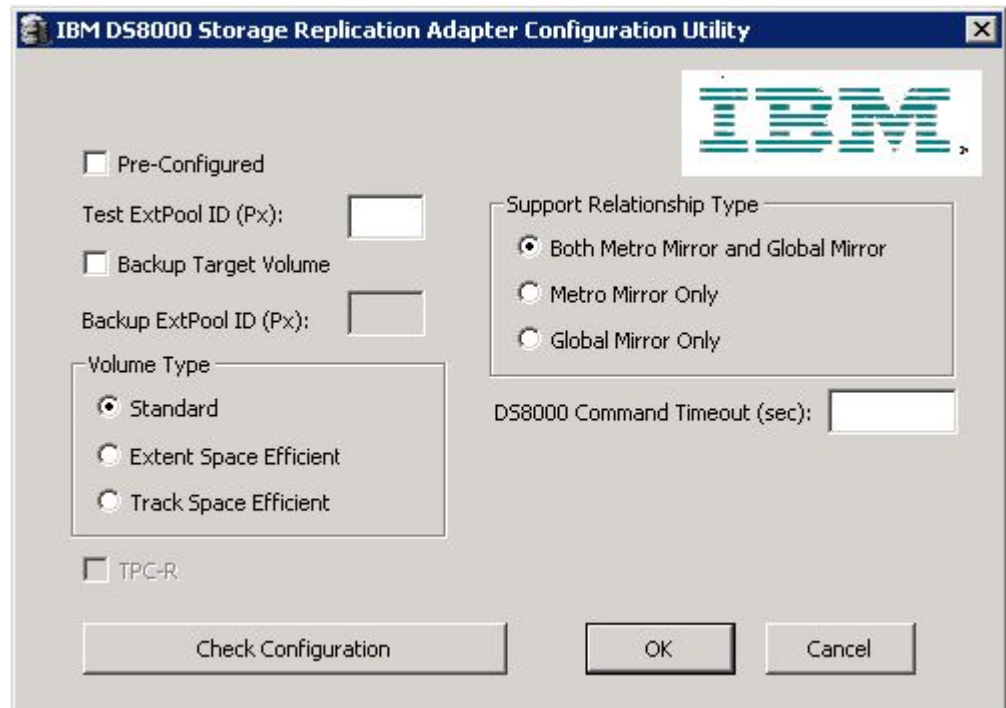 IBM DS8000 Storage Replication Adapter Configuration Utility
IBM
Pre-Configured
Test ExtPool ID (Px):
Backup Target Volume
Backup ExtPool ID (Px):
Volume Type
Standard
Extent Space Efficient
Track Space Efficient
TPC-R
Support Relationship Type
Both Metro Mirror and Global Mirror
Metro Mirror Only
Global Mirror Only
DS8000 Command Timeout (sec):
Check Configuration
OK
Cancel